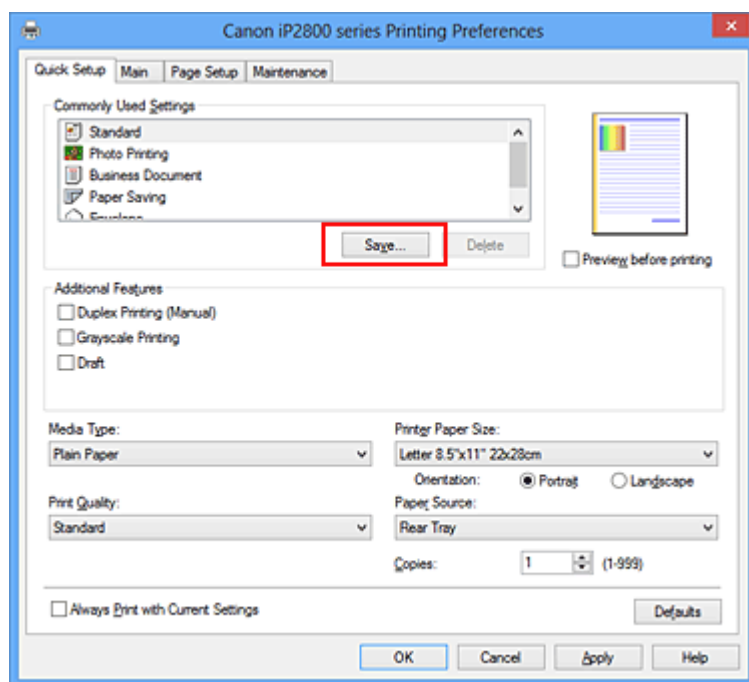 Canon iP2800 series Printing Preferences
Quick Setup Main Page Setup Maintenance
Commonly Used Settings
Standard
Photo Printing
Business Document
Paper Saving
Envelope
Save... Delete
Preview before printing
Additional Features
Duplex Printing (Manual)
Grayscale Printing
Draft
Media Type: Printer Paper Size:
Plain Paper Letter 8.5"x11" 22x28cm
Orientation: Portrait Landscape
Print Quality: Paper Source:
Standard Rear Tray
Copies: 1 (1-999)
Always Print with Current Settings Defaults
OK Cancel Apply Help